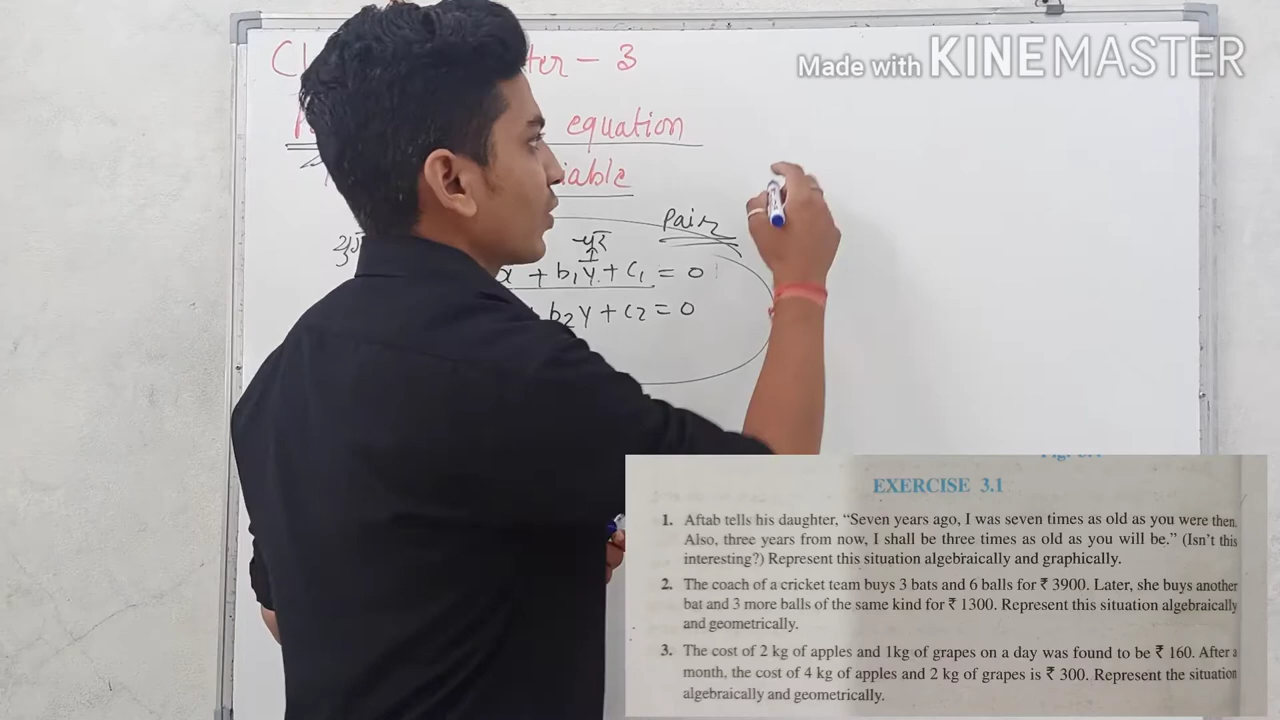 Made with KINEMASTER
ter - 3
equation
iable
Pair
x + b₁y + c₁ = 0
b₂y + c₂ = 0
EXERCISE 3.1
1. Aftab tells his daughter, “Seven years ago, I was seven times as old as you were then.
Also, three years from now, I shall be three times as old as you will be.” (Isn't this
interesting?) Represent this situation algebraically and graphically.
2. The coach of a cricket team buys 3 bats and 6 balls for ₹ 3900. Later, she buys another
bat and 3 more balls of the same kind for ₹ 1300. Represent this situation algebraically
and geometrically.
3. The cost of 2 kg of apples and 1kg of grapes on a day was found to be ₹ 160. After a
month, the cost of 4 kg of apples and 2 kg of grapes is ₹ 300. Represent the situation
algebraically and geometrically.